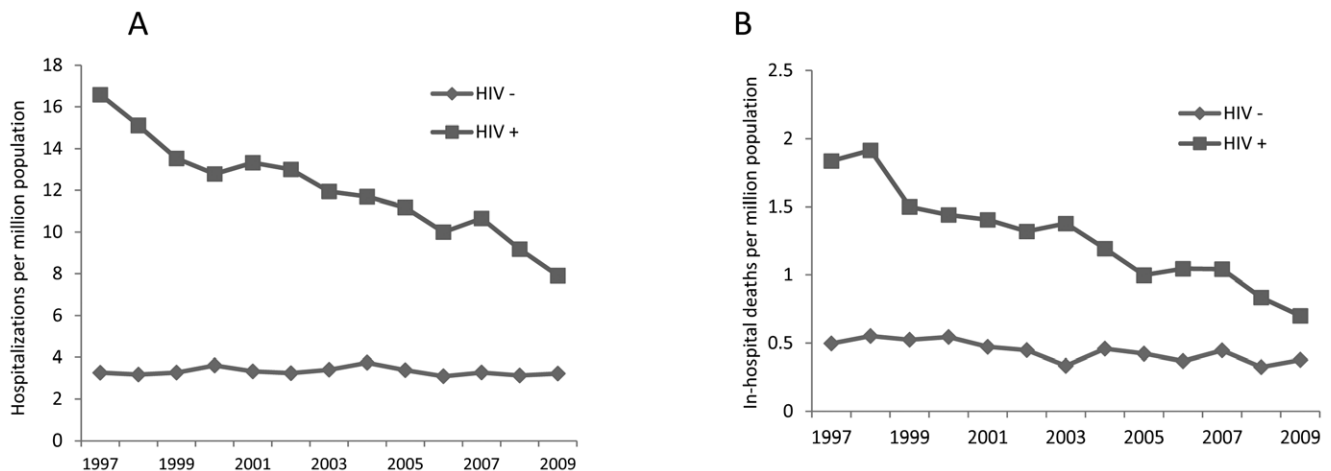 A
Hospitalizations per million population
18
16
14
12
10
8
6
4
2
0
HIV -
HIV +
1997 1999 2001 2003 2005 2007 2009
B
In-hospital deaths per million population
2.5
2
1.5
1
0.5
0
HIV -
HIV +
1997 1999 2001 2003 2005 2007 2009